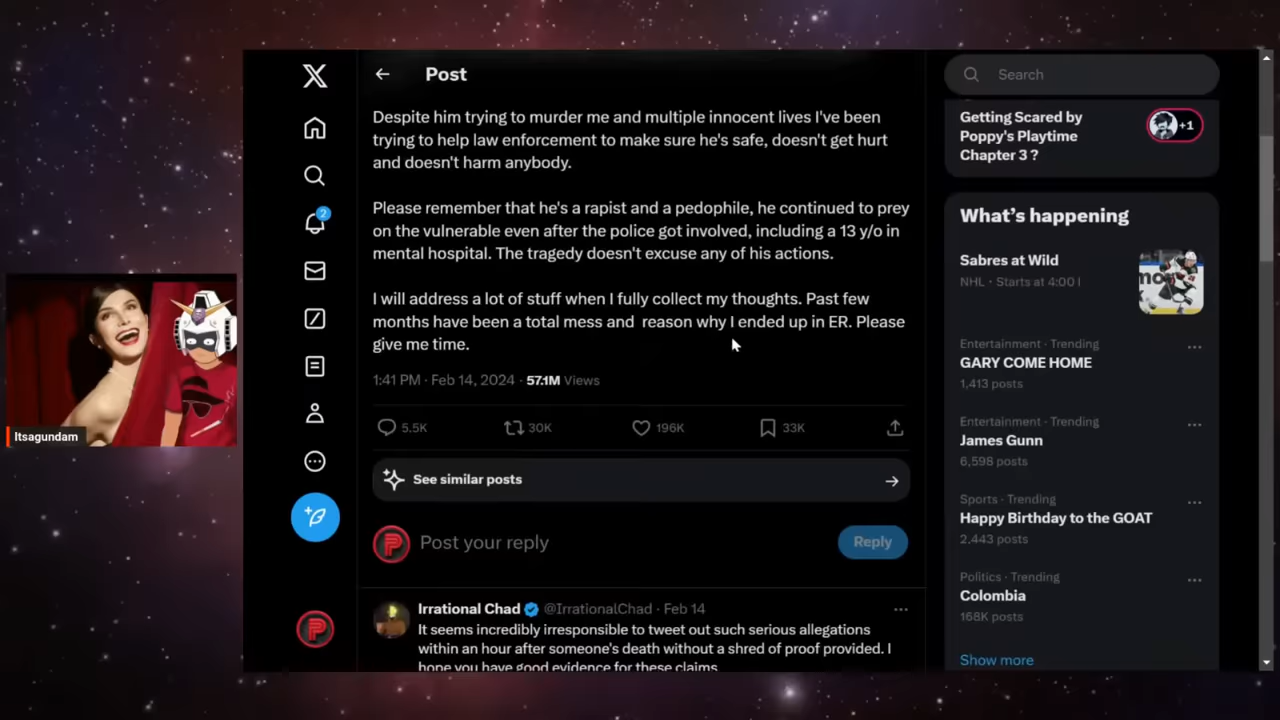 Post
Despite him trying to murder me and multiple innocent lives I've been
trying to help law enforcement to make sure he's safe, doesn't get hurt
and doesn't harm anybody.
Please remember that he's a rapist and a pedophile, he continued to prey
on the vulnerable even after the police got involved, including a 13 y/o in
mental hospital. The tragedy doesn't excuse any of his actions.
I will address a lot of stuff when I fully collect my thoughts. Past few
months have been a total mess and reason why I ended up in ER. Please
give me time.
1:41 PM · Feb 14, 2024 · 57.1M Views
5.5K
30K
196K
33K
See similar posts
Post your reply
Reply
Irrational Chad @IrrationalChad · Feb 14
It seems incredibly irresponsible to tweet out such serious allegations
within an hour after someone's death without a shred of proof provided. I
hope you have good evidence for these claims.
2
Itsagundam
Search
Getting Scared by
Poppy's Playtime
Chapter 3 ?
+1
What's happening
Sabres at Wild
NHL · Starts at 4:00
Entertainment · Trending
GARY COME HOME
1,413 posts
Entertainment · Trending
James Gunn
6,598 posts
Sports · Trending
Happy Birthday to the GOAT
2,443 posts
Politics · Trending
Colombia
168K posts
Show more